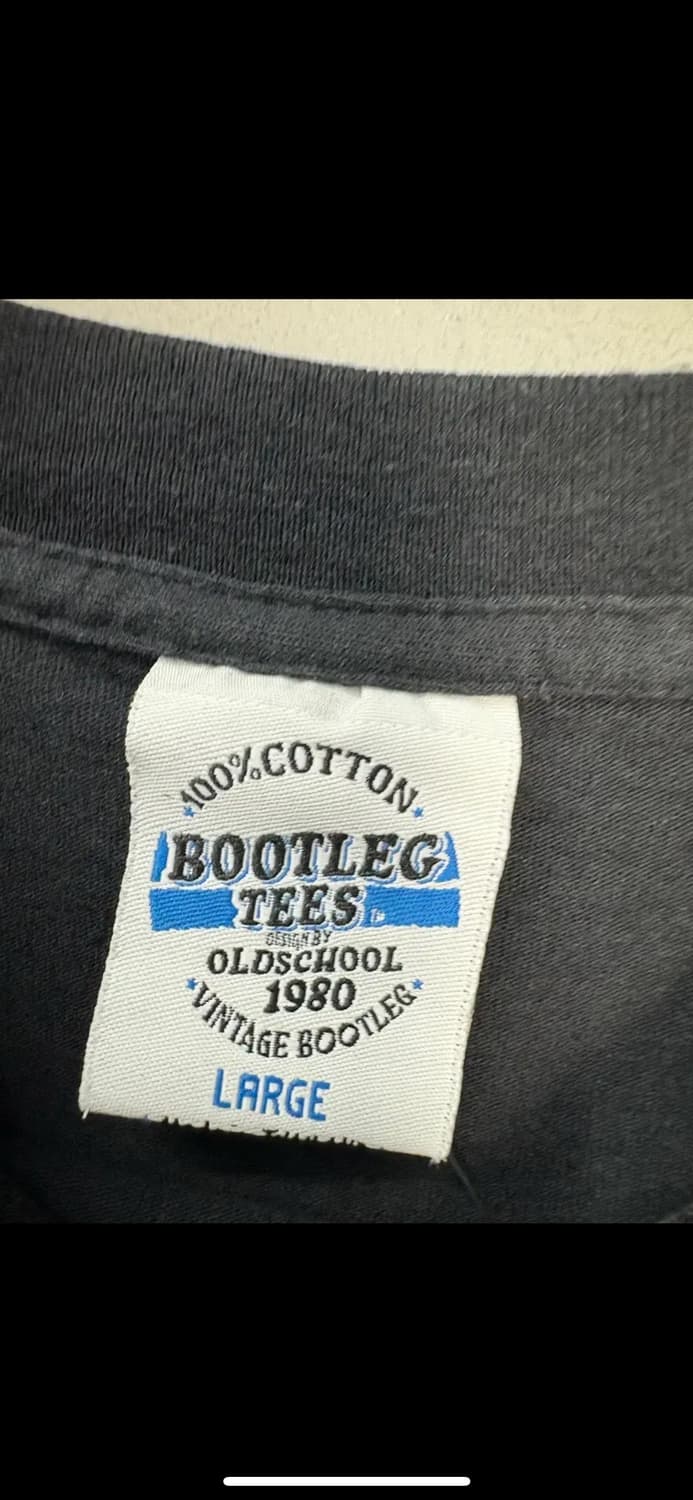 100% COTTON
BOOTLEG
TEES
DESIGN BY
OLDSCHOOL
1980
VINTAGE BOOTLEG
LARGE